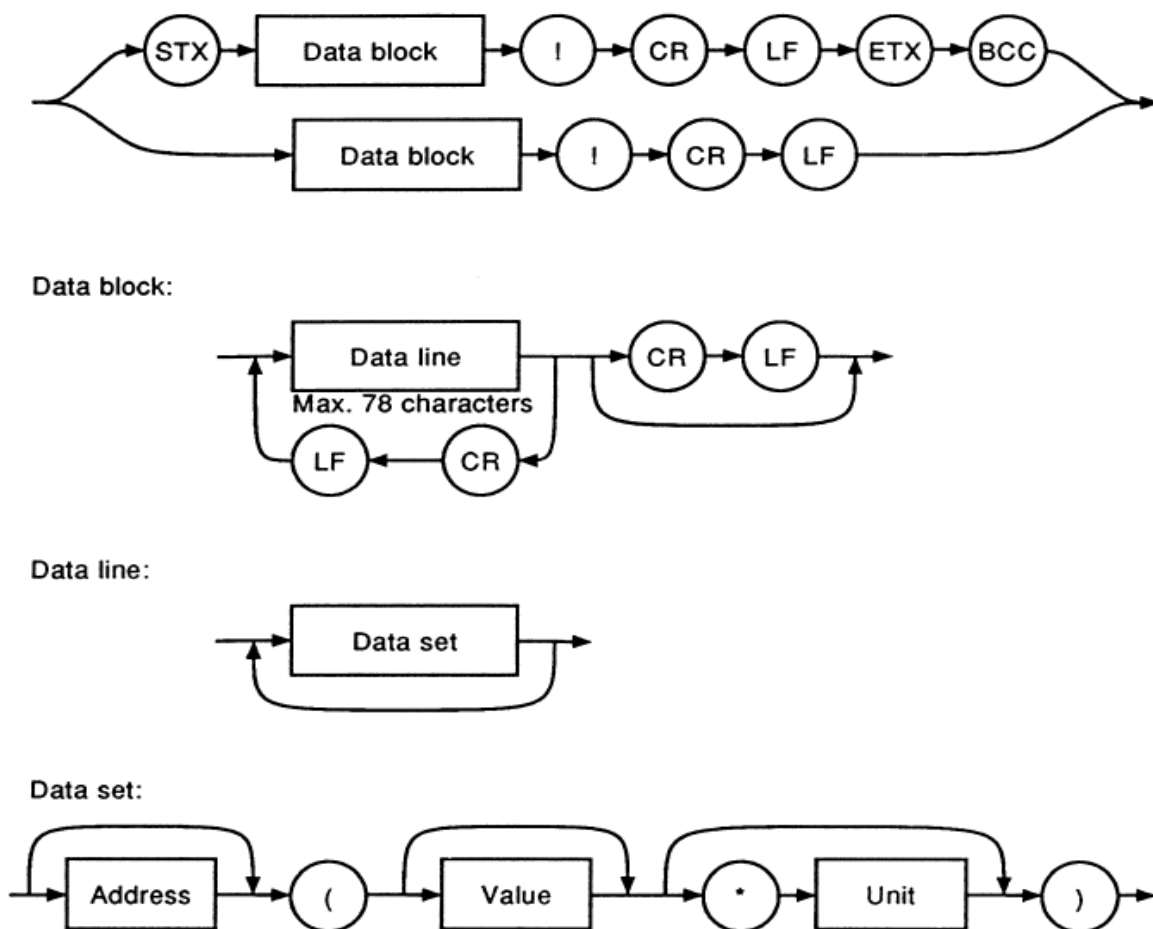 STX Data block ! CR LF ETX BCC
Data block ! CR LF
Data block:
Data line CR LF
Max. 78 characters
LF CR
Data line:
Data set
Data set:
Address ( Value * Unit )